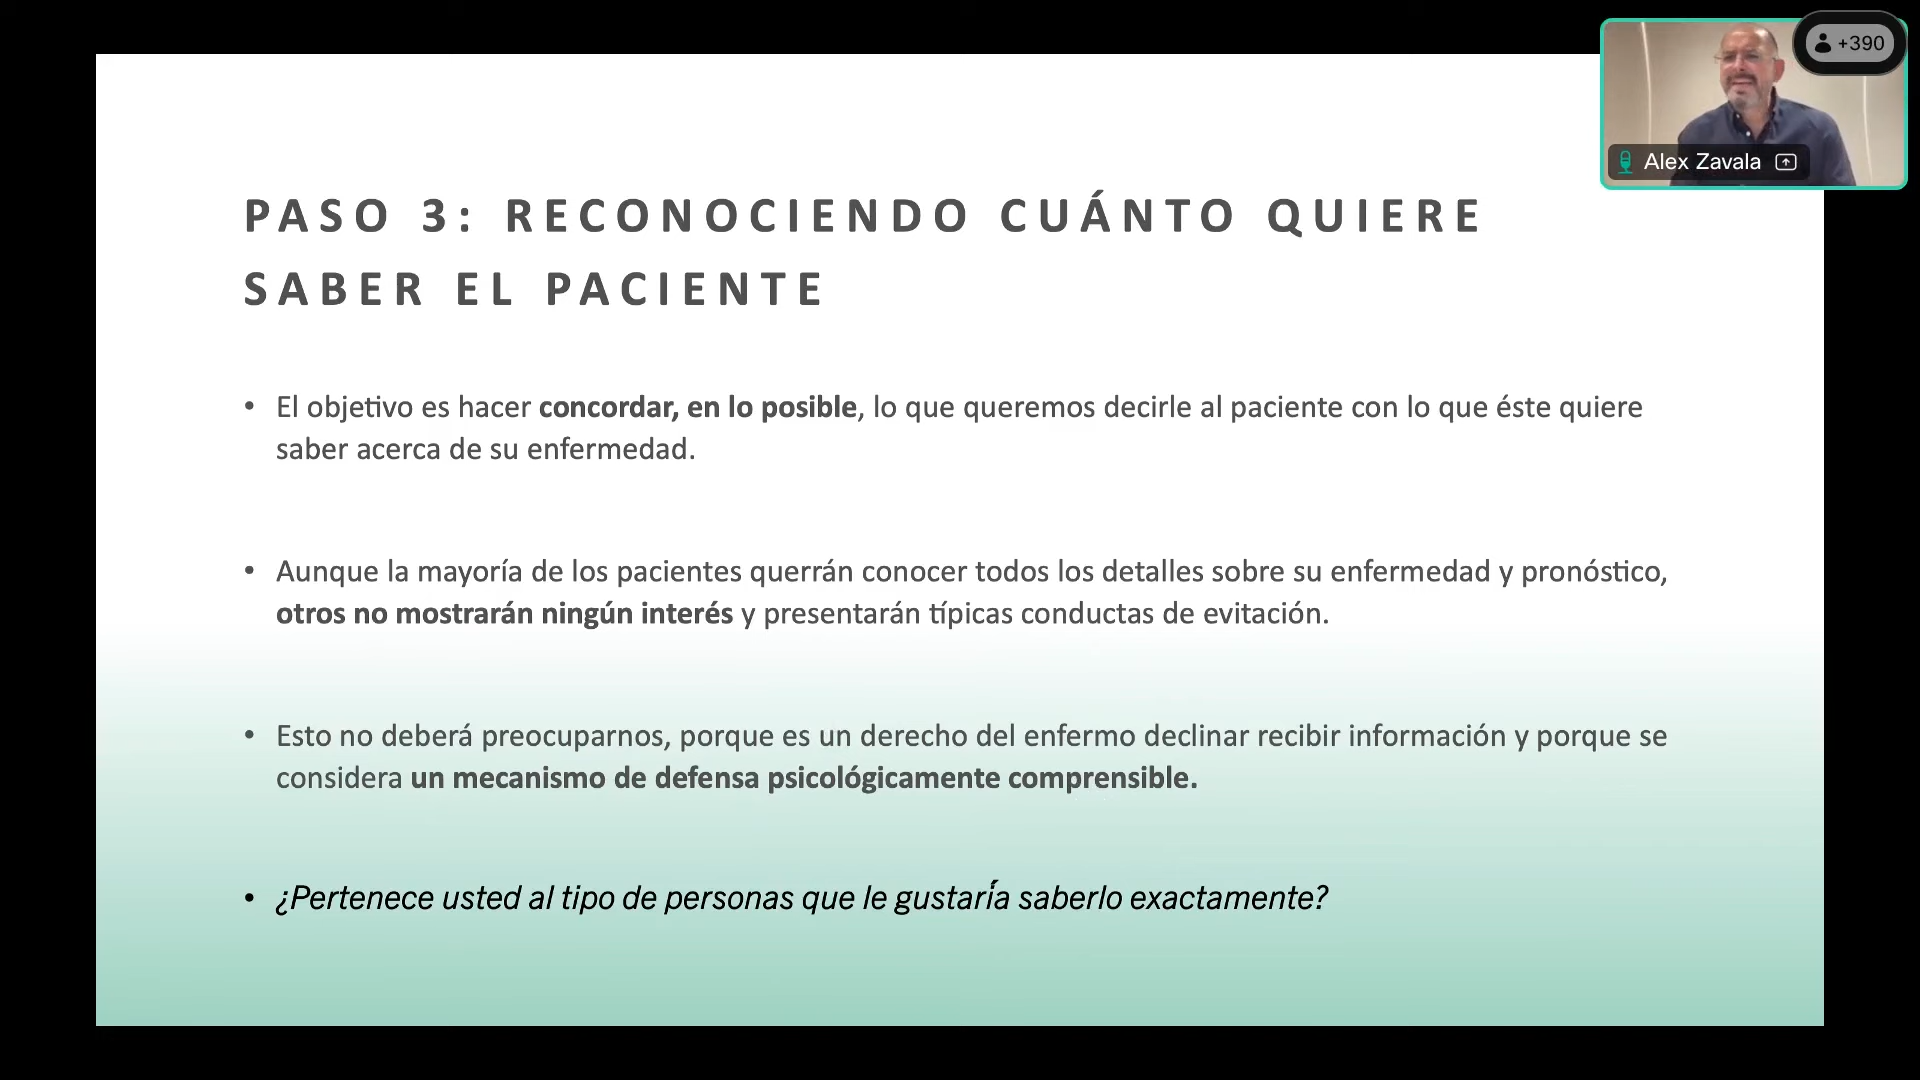 +390
Alex Zavala
PASO 3: RECONOCIENDO CUÁNTO QUIERE
SABER EL PACIENTE
• El objetivo es hacer concordar, en lo posible, lo que queremos decirle al paciente con lo que éste quiere
saber acerca de su enfermedad.
• Aunque la mayoría de los pacientes querrán conocer todos los detalles sobre su enfermedad y pronóstico,
otros no mostrarán ningún interés y presentarán típicas conductas de evitación.
• Esto no deberá preocuparnos, porque es un derecho del enfermo declinar recibir información y porque se
considera un mecanismo de defensa psicológicamente comprensible.
• ¿Pertenece usted al tipo de personas que le gustaría saberlo exactamente?